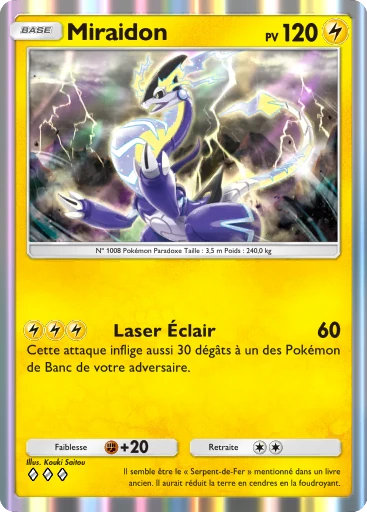 BASE Miraidon PV 120
N° 1008 Pokémon Paradoxe Taille : 3,5 m Poids : 240,0 kg
Laser Éclair 60
Cette attaque inflige aussi 30 dégâts à un des Pokémon
de Banc de votre adversaire.
Faiblesse +20 Retraite
Illus. Kouki Saitou
Il semble être le « Serpent-de-Fer » mentionné dans un livre
ancien. Il aurait réduit la terre en cendres en la foudroyant.